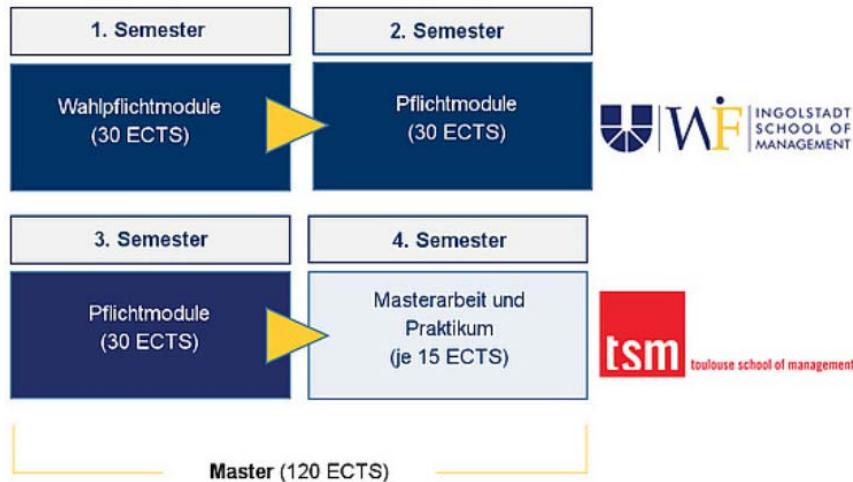 1. Semester
2. Semester
Wahlpflichtmodule
(30 ECTS)
Pflichtmodule
(30 ECTS)
WF
INGOLSTADT
SCHOOL OF
MANAGEMENT
3. Semester
4. Semester
Pflichtmodule
(30 ECTS)
Masterarbeit und
Praktikum
(je 15 ECTS)
tsm
toulouse school of management
Master (120 ECTS)